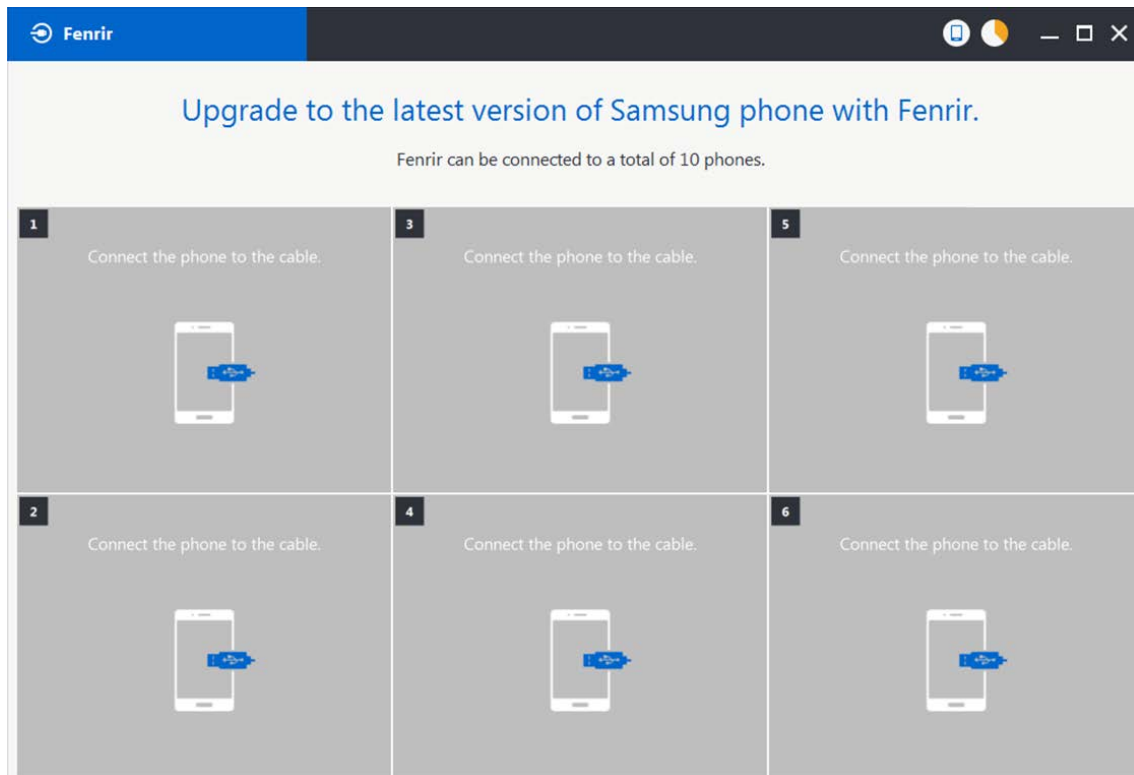 Fenrir
Upgrade to the latest version of Samsung phone with Fenrir.
Fenrir can be connected to a total of 10 phones.
1
Connect the phone to the cable.
3
Connect the phone to the cable.
5
Connect the phone to the cable.
2
Connect the phone to the cable.
4
Connect the phone to the cable.
6
Connect the phone to the cable.